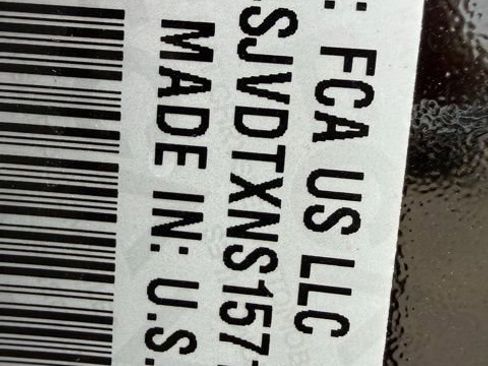 : FCA US LLC
SJVDTXNS157
MADE IN: U.S.